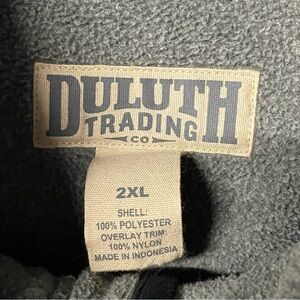 DULUTH
TRADING
CO
2XL
SHELL:
100% POLYESTER
OVERLAY TRIM:
100% NYLON
MADE IN INDONESIA